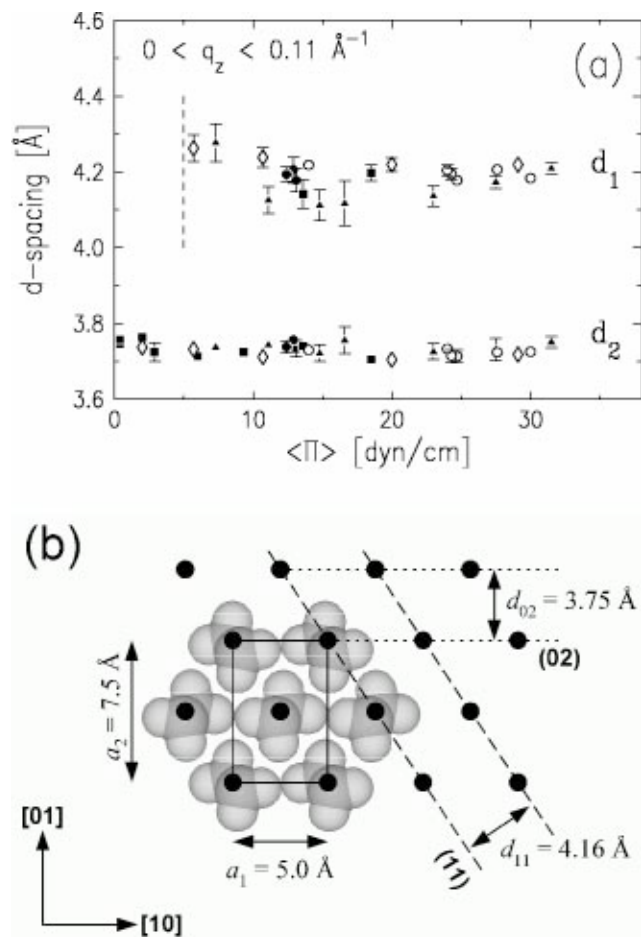 4.6
0 < q_z < 0.11 Å⁻¹
(a)
4.4
4.2
d₁
4.0
d-spacing [Å]
3.8
d₂
3.6
0 10 20 30
<Π> [dyn/cm]
(b)
d₀₂ = 3.75 Å
(02)
a₂ = 7.5 Å
[01]
a₁ = 5.0 Å
(11)
d₁₁ = 4.16 Å
[10]